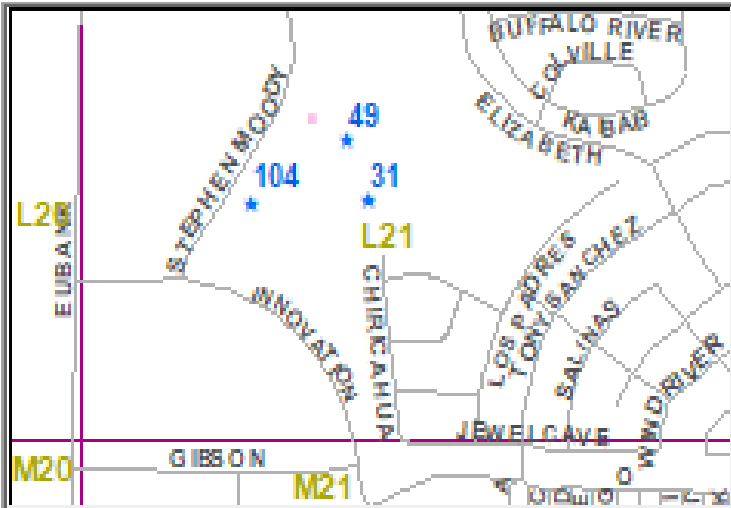 BUFFALO RIVER
COLVILLE
KABAB
ELIZABETH
STEPHEN MOODY
49
104
31
L20
EUBANK
L21
CHIRICAHUA
INNOVATION
LOS PADRES
TONY SANCHEZ
SALINAS
WIND RIVER
JEWEL CAVE
GIBSON
M20
M21